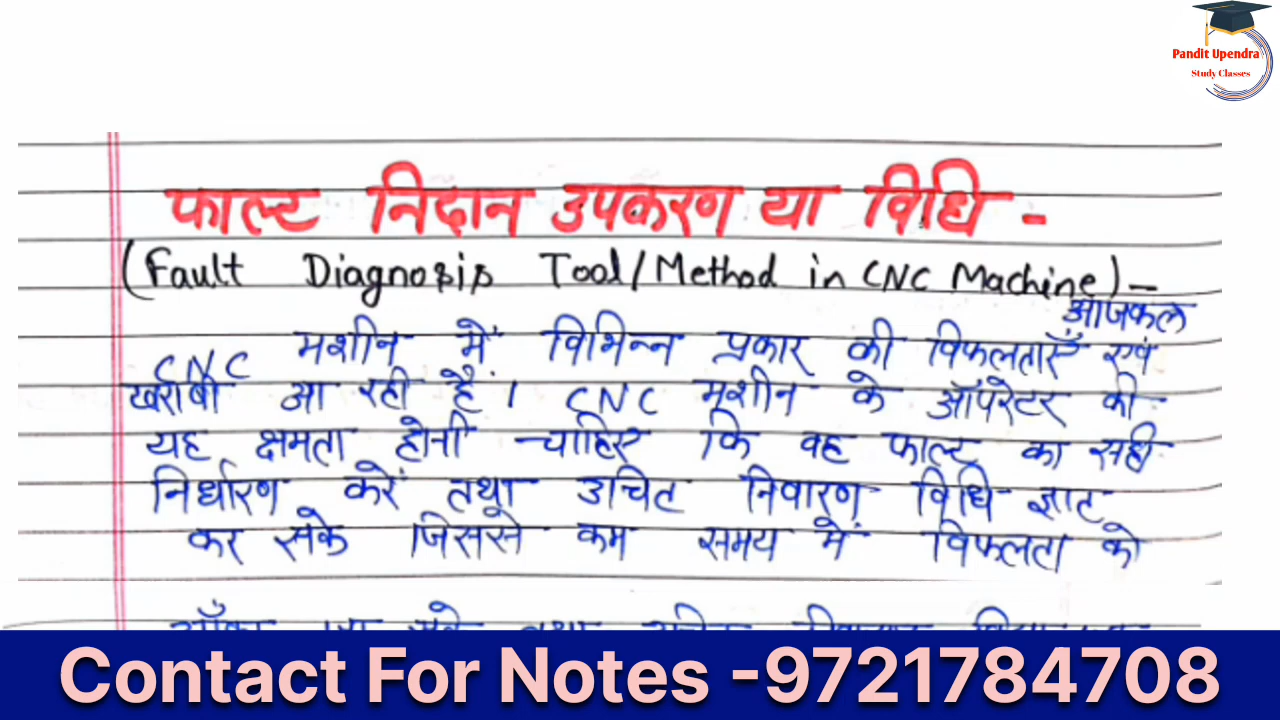 Pandit Upendra
Study Classes
फाल्ट निदान उपकरण या विधि -
(Fault Diagnosis Tool/Method in CNC Machine) -
आजकल
CNC मशीन में विभिन्न प्रकार की विफलताएँ एवं
खराबी आ रही हैं। CNC मशीन के ऑपरेटर की
यह क्षमता होनी चाहिए कि वह फाल्ट का सही
निर्धारण करें तथा उचित निवारण विधि ज्ञात
कर सके जिससे कम समय में विफलता को
Contact For Notes -9721784708